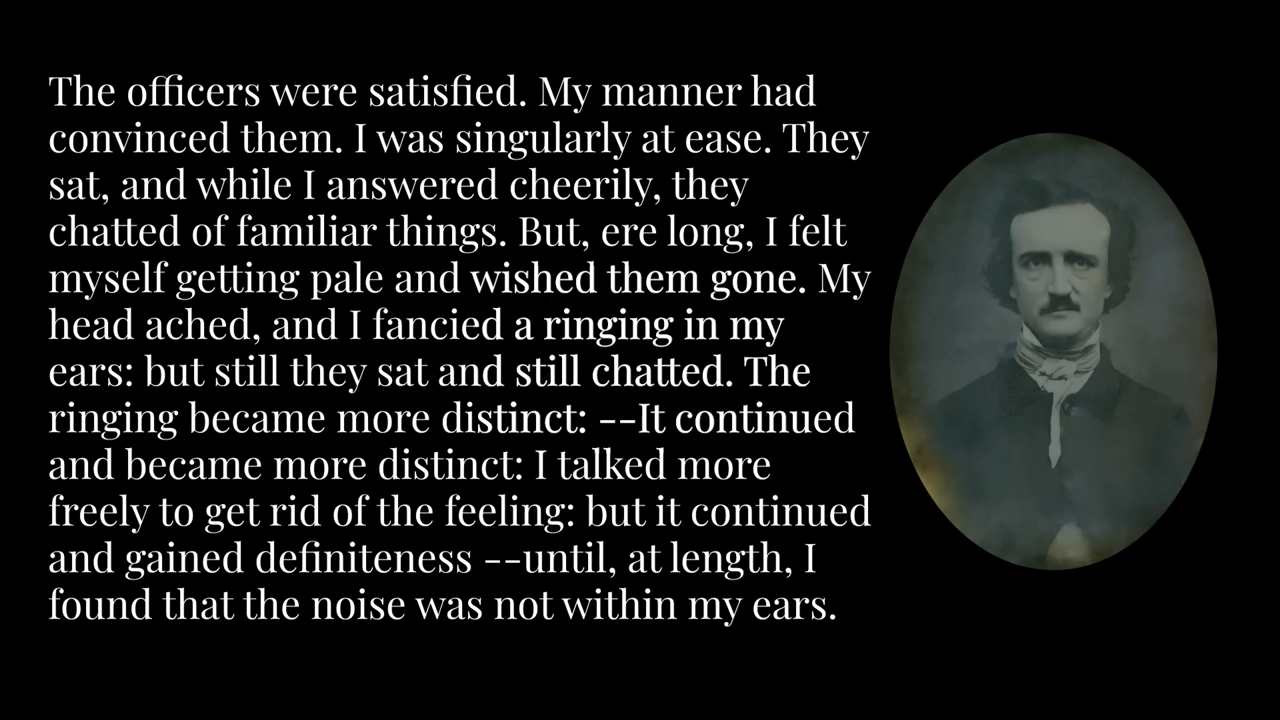 The officers were satisfied. My manner had
convinced them. I was singularly at ease. They
sat, and while I answered cheerily, they
chatted of familiar things. But, ere long, I felt
myself getting pale and wished them gone. My
head ached, and I fancied a ringing in my
ears: but still they sat and still chatted. The
ringing became more distinct: --It continued
and became more distinct: I talked more
freely to get rid of the feeling: but it continued
and gained definiteness --until, at length, I
found that the noise was not within my ears.